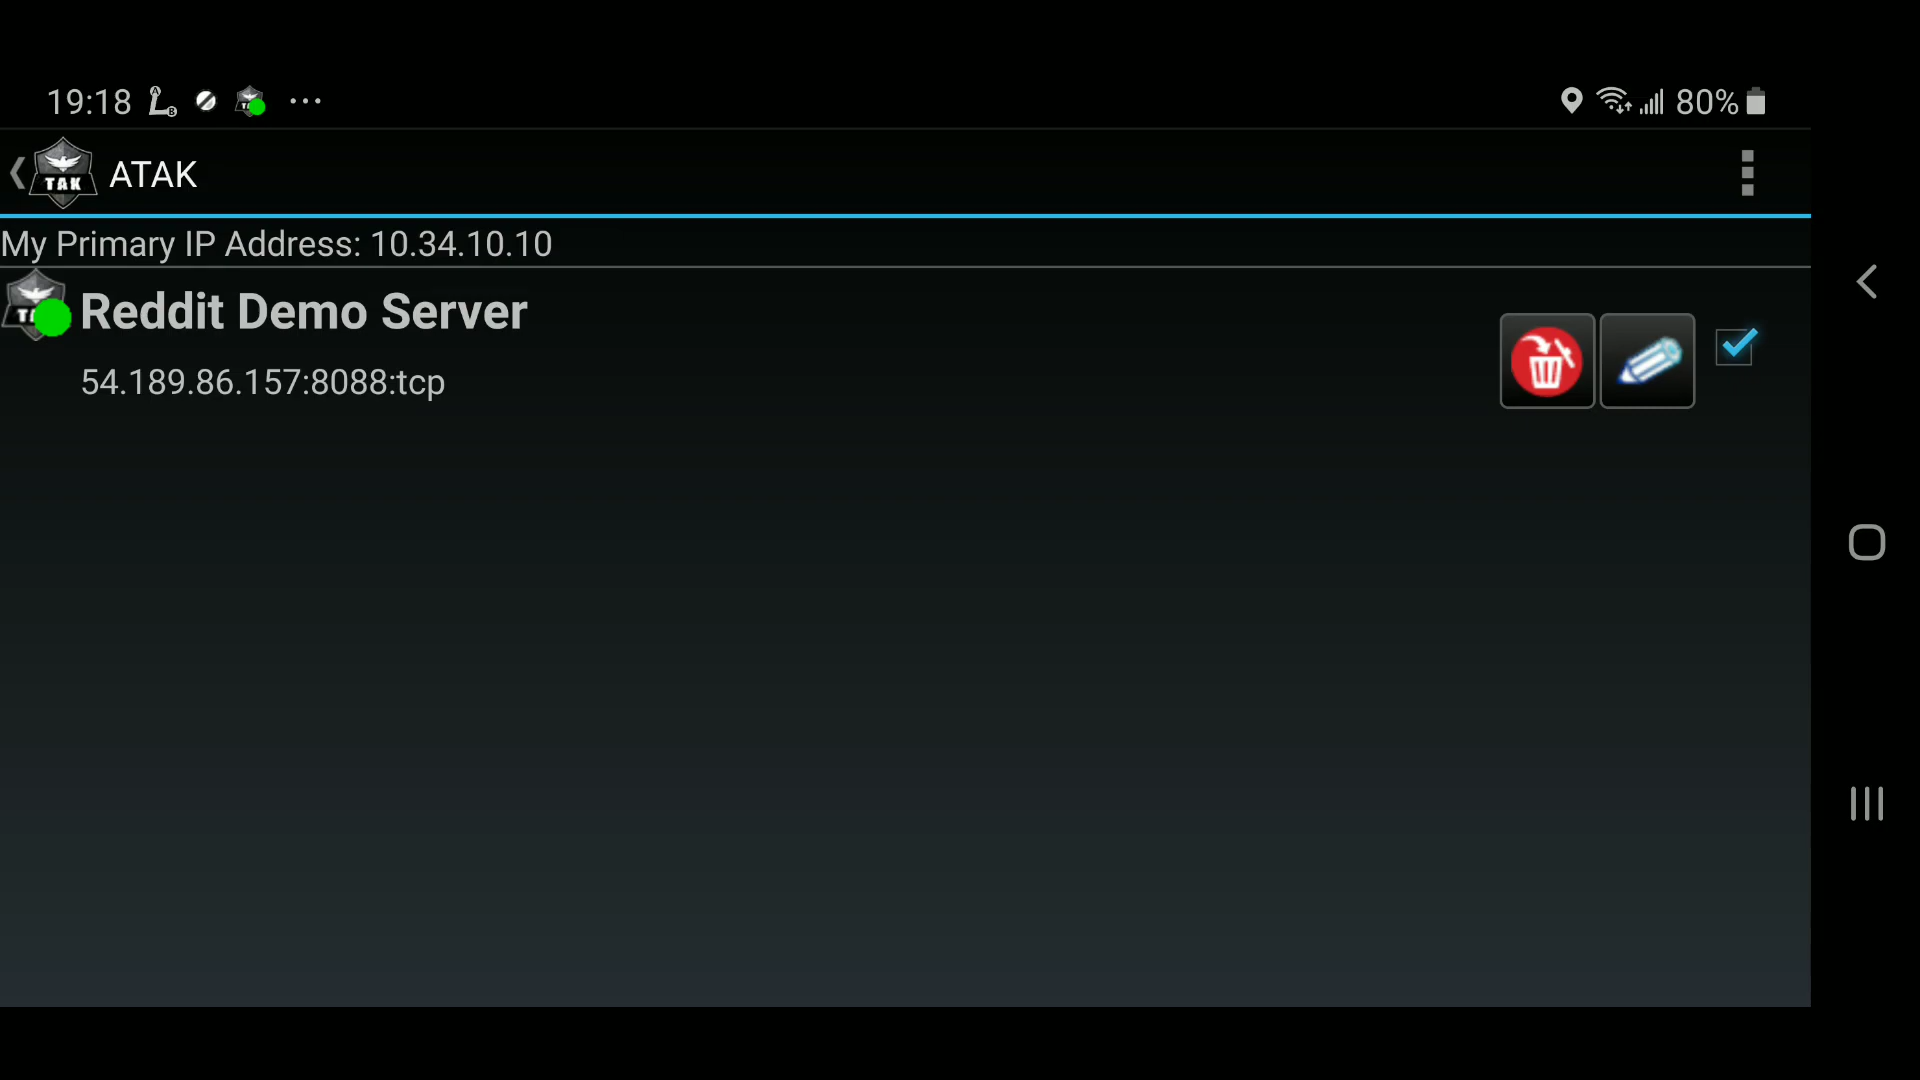 19:18
80%
TAK
ATAK
My Primary IP Address: 10.34.10.10
Reddit Demo Server
54.189.86.157:8088:tcp